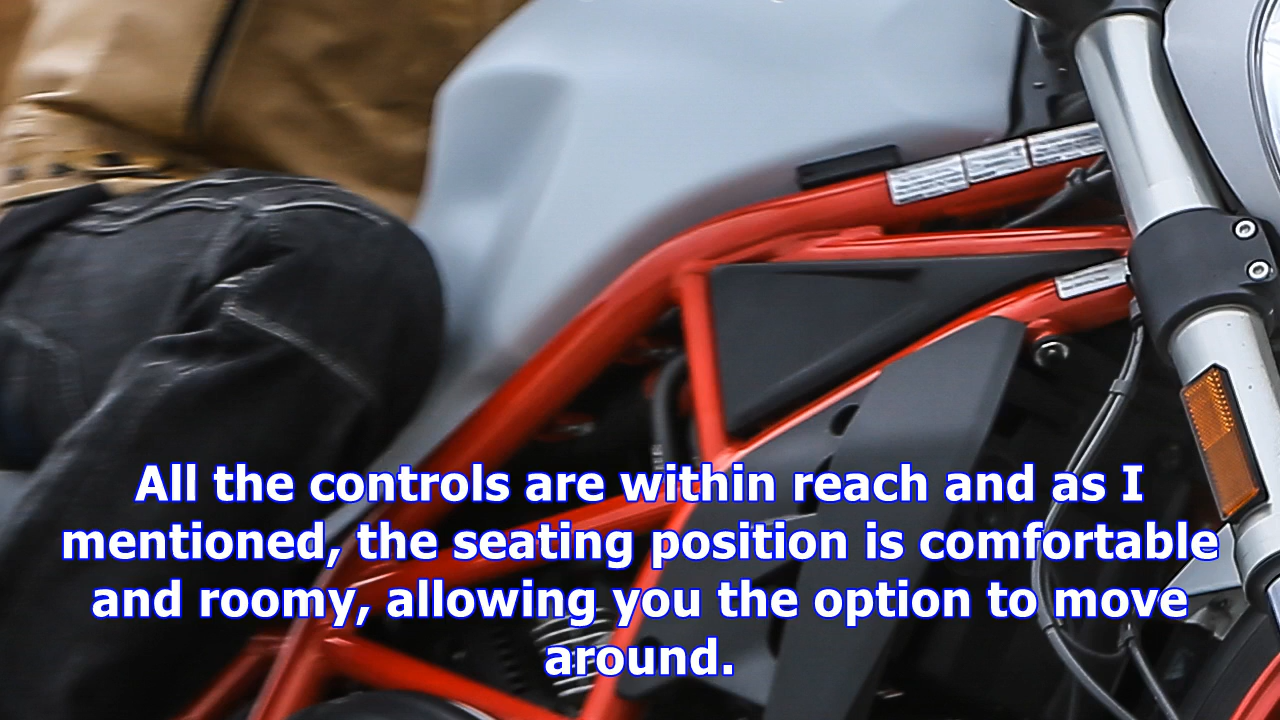 All the controls are within reach and as I
mentioned, the seating position is comfortable
and roomy, allowing you the option to move
around.